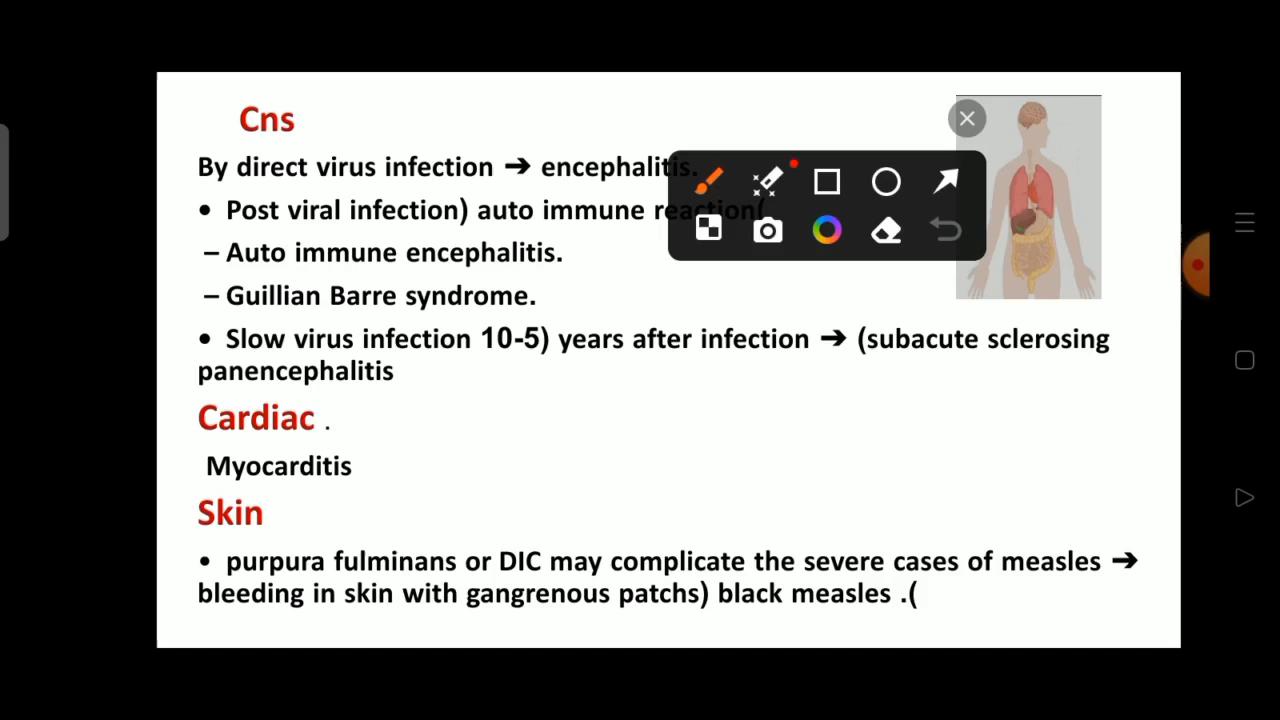 Cns
By direct virus infection ➔ encephalitis.
• Post viral infection) auto immune reaction(
– Auto immune encephalitis.
– Guillian Barre syndrome.
• Slow virus infection 10-5) years after infection ➔ (subacute sclerosing
panencephalitis
Cardiac .
Myocarditis
Skin
• purpura fulminans or DIC may complicate the severe cases of measles ➔
bleeding in skin with gangrenous patchs) black measles .(